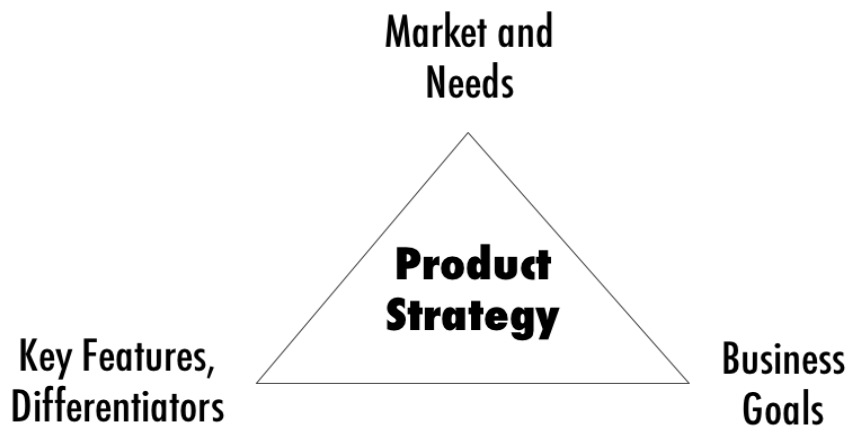 Market and
Needs
Product
Strategy
Key Features,
Differentiators
Business
Goals